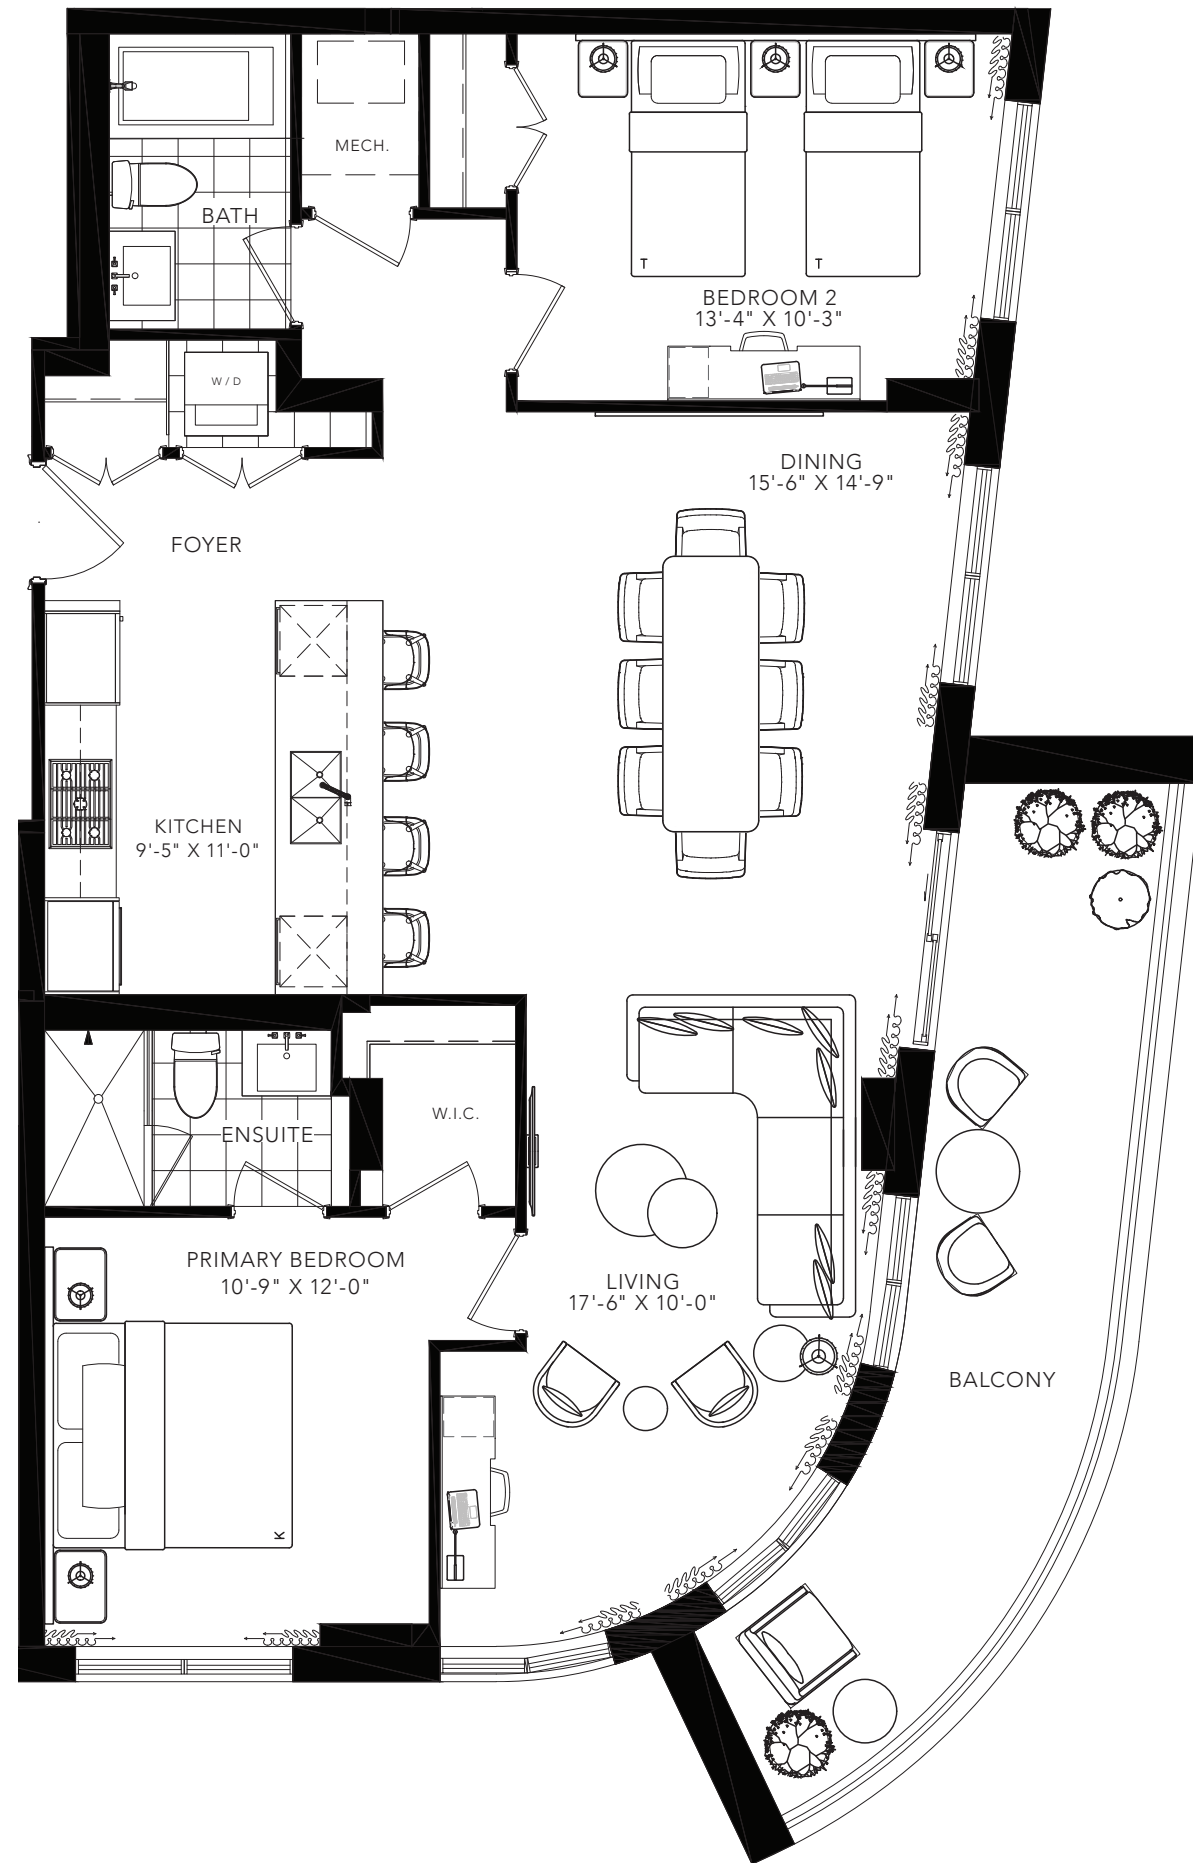 MECH.
BATH
T
T
BEDROOM 2
13'-4" X 10'-3"
W / D
DINING
15'-6" X 14'-9"
FOYER
KITCHEN
9'-5" X 11'-0"
W.I.C.
ENSUITE
PRIMARY BEDROOM
10'-9" X 12'-0"
LIVING
17'-6" X 10'-0"
BALCONY
K